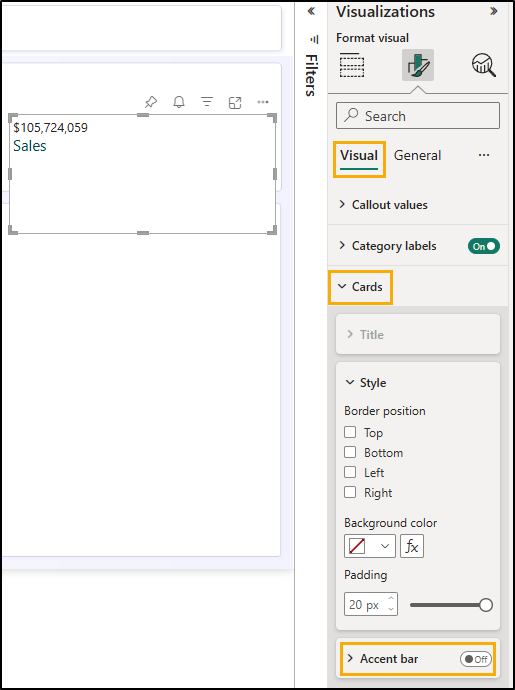 Visualizations
Format visual
Filters
Search
$105,724,059
Sales
Visual
General
Callout values
Category labels
On
Cards
Title
Style
Border position
Top
Bottom
Left
Right
Background color
fx
Padding
20 px
Accent bar
Off